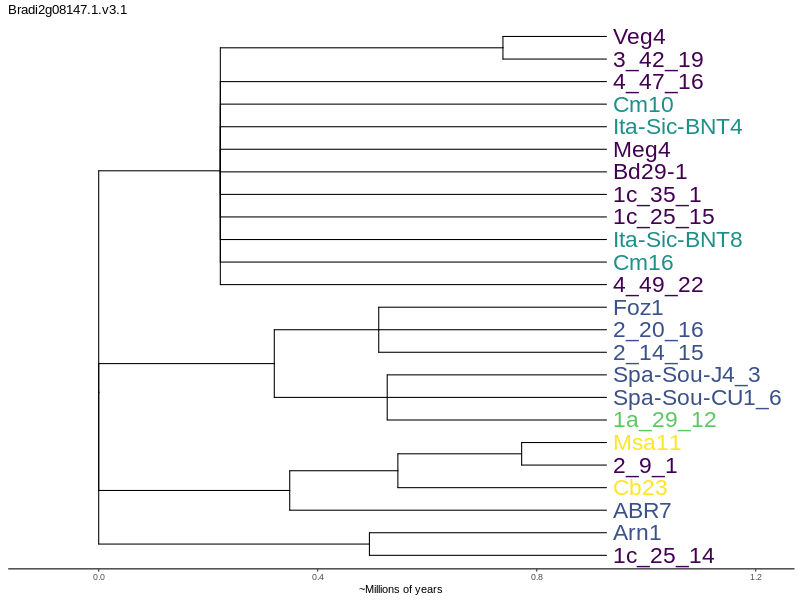 Bradi2g08147.1.v3.1
Veg4
3_42_19
4_47_16
Cm10
Ita-Sic-BNT4
Meg4
Bd29-1
1c_35_1
1c_25_15
Ita-Sic-BNT8
Cm16
4_49_22
Foz1
2_20_16
2_14_15
Spa-Sou-J4_3
Spa-Sou-CU1_6
1a_29_12
Msa11
2_9_1
Cb23
ABR7
Arn1
1c_25_14
0.0 0.4 0.8 1.2
~Millions of years